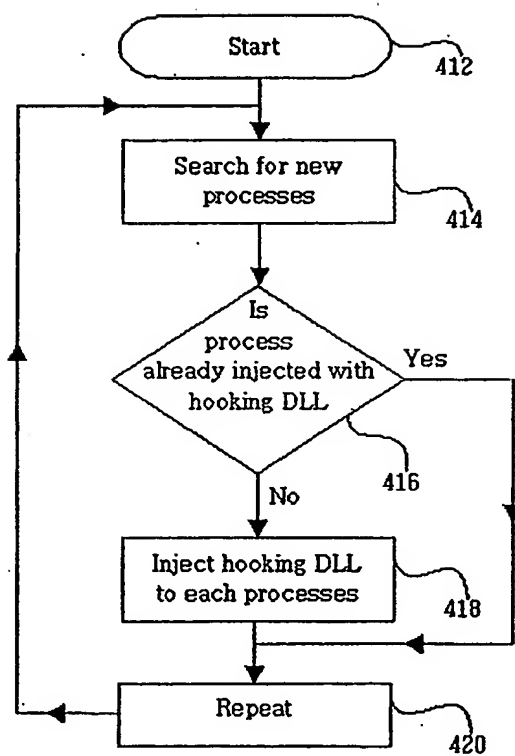 Start
412
Search for new
processes
414
Is
process
already injected with
hooking DLL
Yes
416
No
Inject hooking DLL
to each processes
418
Repeat
420